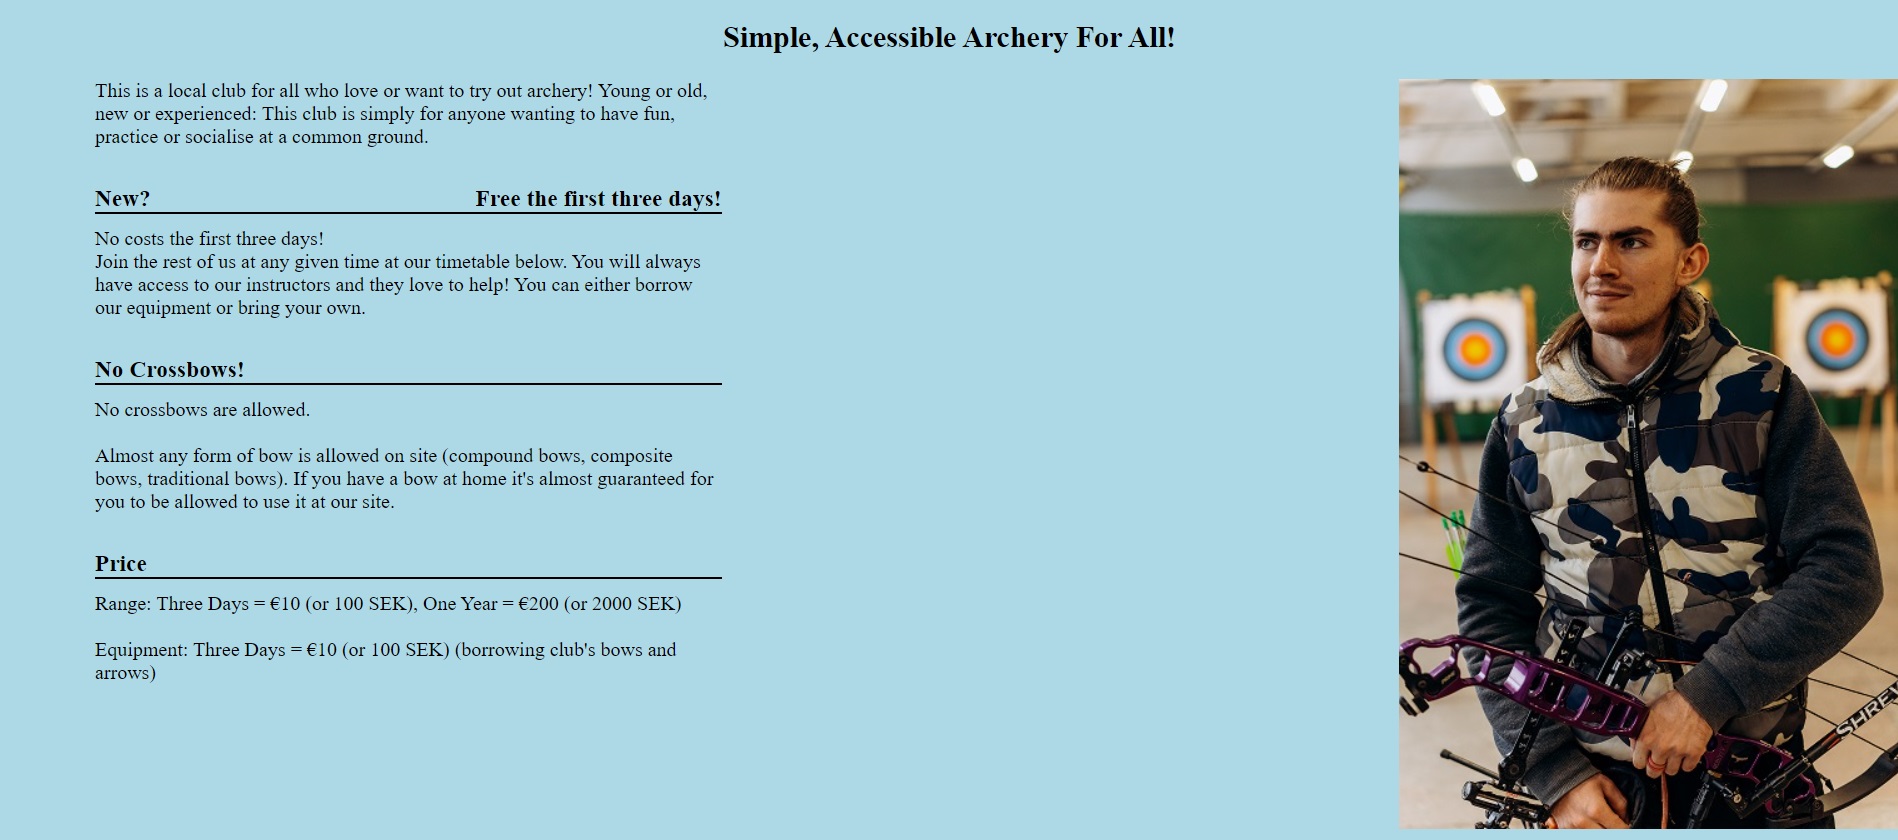 Simple, Accessible Archery For All!
This is a local club for all who love or want to try out archery! Young or old,
new or experienced: This club is simply for anyone wanting to have fun,
practice or socialise at a common ground.
New? Free the first three days!
No costs the first three days!
Join the rest of us at any given time at our timetable below. You will always
have access to our instructors and they love to help! You can either borrow
our equipment or bring your own.
No Crossbows!
No crossbows are allowed.
Almost any form of bow is allowed on site (compound bows, composite
bows, traditional bows). If you have a bow at home it's almost guaranteed for
you to be allowed to use it at our site.
Price
Range: Three Days = €10 (or 100 SEK), One Year = €200 (or 2000 SEK)
Equipment: Three Days = €10 (or 100 SEK) (borrowing club's bows and
arrows)